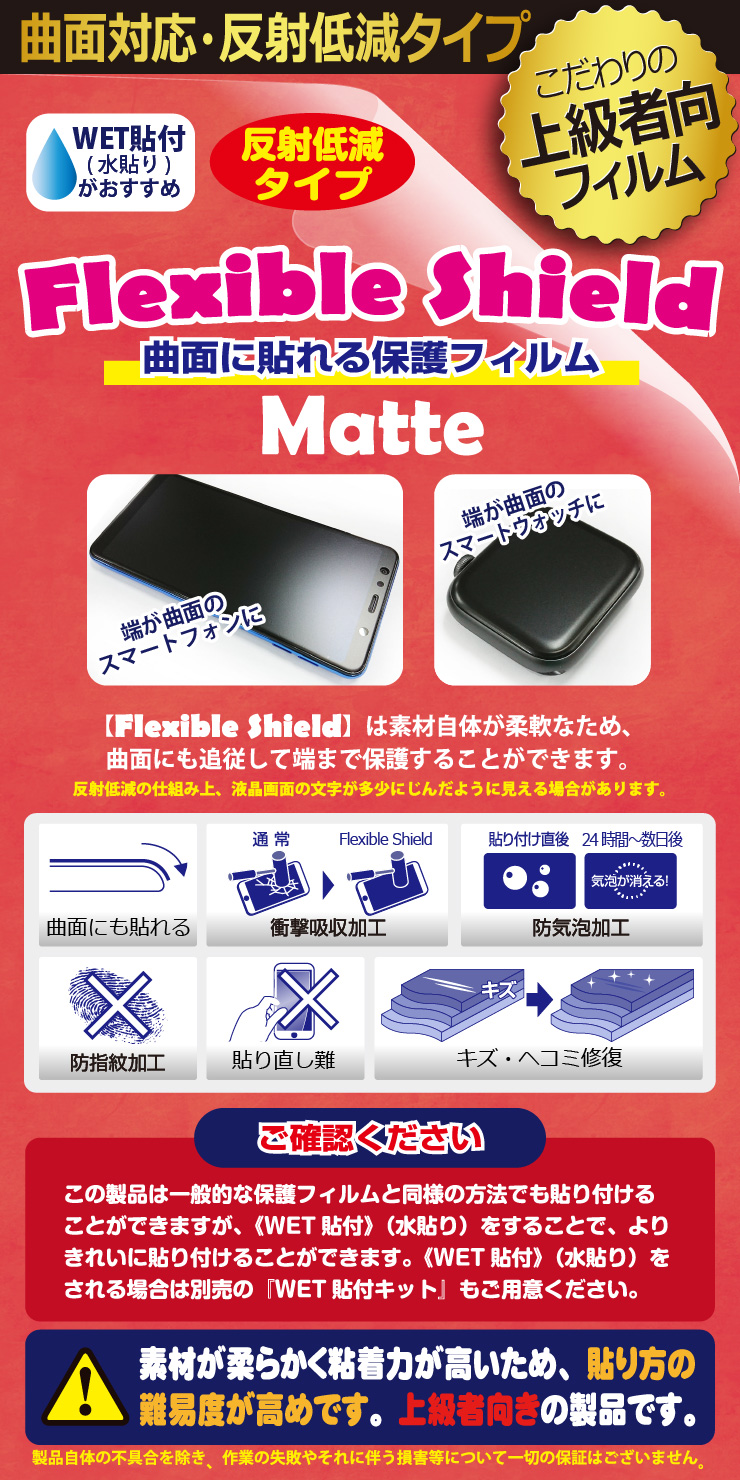 曲面対応・反射低減タイプ
こだわりの
上級者向
フィルム
WET貼付
(水貼り)
がおすすめ
反射低減
タイプ
Flexible Shield
曲面に貼れる保護フィルム
Matte
端が曲面の
スマートフォンに
端が曲面の
スマートウォッチに
【Flexible Shield】は素材自体が柔軟なため、
曲面にも追従して端まで保護することができます。
反射低減の仕組み上、液晶画面の文字が多少にじんだように見える場合があります。
曲面にも貼れる
通常 Flexible Shield
衝撃吸収加工
貼り付け直後 24時間～数日後
気泡が消える!
防気泡加工
防指紋加工
貼り直し難
キズ
キズ・ヘコミ修復
ご確認ください
この製品は一般的な保護フィルムと同様の方法でも貼り付ける
ことができますが、《WET貼付》（水貼り）をすることで、より
きれいに貼り付けることができます。《WET貼付》（水貼り）を
される場合は別売の『WET貼付キット』もご用意ください。
素材が柔らかく粘着力が高いため、貼り方の
難易度が高めです。上級者向きの製品です。
製品自体の不具合を除き、作業の失敗やそれに伴う損害等について一切の保証はございません。